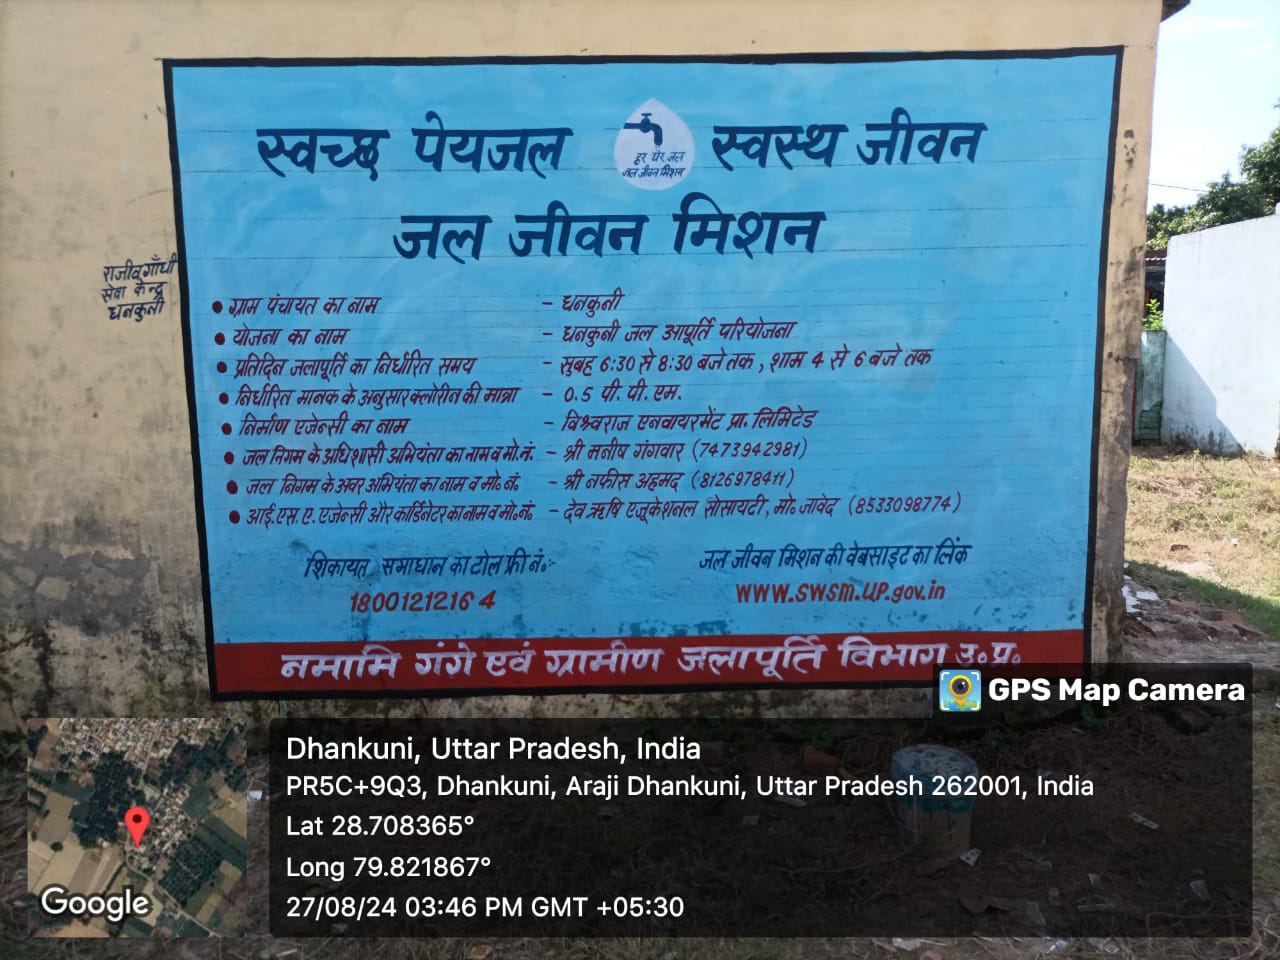 स्वच्छ पेयजल
हर घर जल
जल जीवन मिशन
स्वस्थ जीवन
जल जीवन मिशन
राजीव गाँधी
सेवा केन्द्र
धनकुनी
• ग्राम पंचायत का नाम - धनकुनी
• योजना का नाम - धनकुनी जल आपूर्ति परियोजना
• प्रतिदिन जलापूर्ति का निर्धारित समय - सुबह 6:30 से 8:30 बजे तक, शाम 4 से 6 बजे तक
• निर्धारित मानक के अनुसार क्लोरीन की मात्रा - 0.5 पी. पी. एम.
• निर्माण एजेन्सी का नाम - विश्वराज एनवायरमेंट प्रा. लिमिटेड
• जल निगम के अधिशासी अभियंता का नाम व मो.नं. - श्री मनीष गंगवार (7473942981)
• जल निगम के अवर अभियंता का नाम व मो. नं. - श्री नफीस अहमद (8126978411)
• आई.एस.ए. एजेन्सी और कार्डिनेटर का नाम व मो.नं. - देव ऋषि एजूकेशनल सोसायटी, मो. जावेद (8533098774)
शिकायत समाधान का टोल फ्री नं.:-
18001212164
जल जीवन मिशन की वेबसाइट का लिंक
www.swsm.up.gov.in
नमामि गंगे एवं ग्रामीण जलापूर्ति विभाग उ.प्र.
GPS Map Camera
Dhankuni, Uttar Pradesh, India
PR5C+9Q3, Dhankuni, Araji Dhankuni, Uttar Pradesh 262001, India
Lat 28.708365°
Long 79.821867°
27/08/24 03:46 PM GMT +05:30
Google